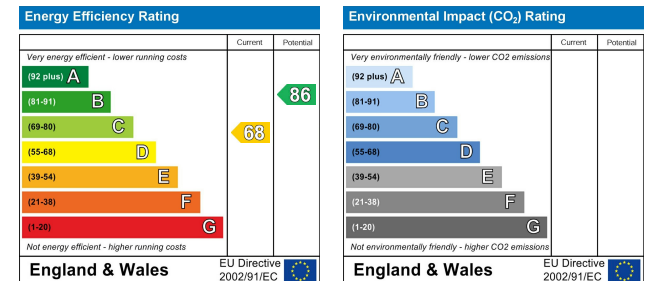 Energy Efficiency Rating
Current Potential
Very energy efficient - lower running costs
(92 plus) A
(81-91) B
86
(69-80) C
68
(55-68) D
(39-54) E
(21-38) F
(1-20) G
Not energy efficient - higher running costs
England & Wales
EU Directive
2002/91/EC
Environmental Impact (CO₂) Rating
Current Potential
Very environmentally friendly - lower CO2 emissions
(92 plus) A
(81-91) B
(69-80) C
(55-68) D
(39-54) E
(21-38) F
(1-20) G
Not environmentally friendly - higher CO2 emissions
England & Wales
EU Directive
2002/91/EC